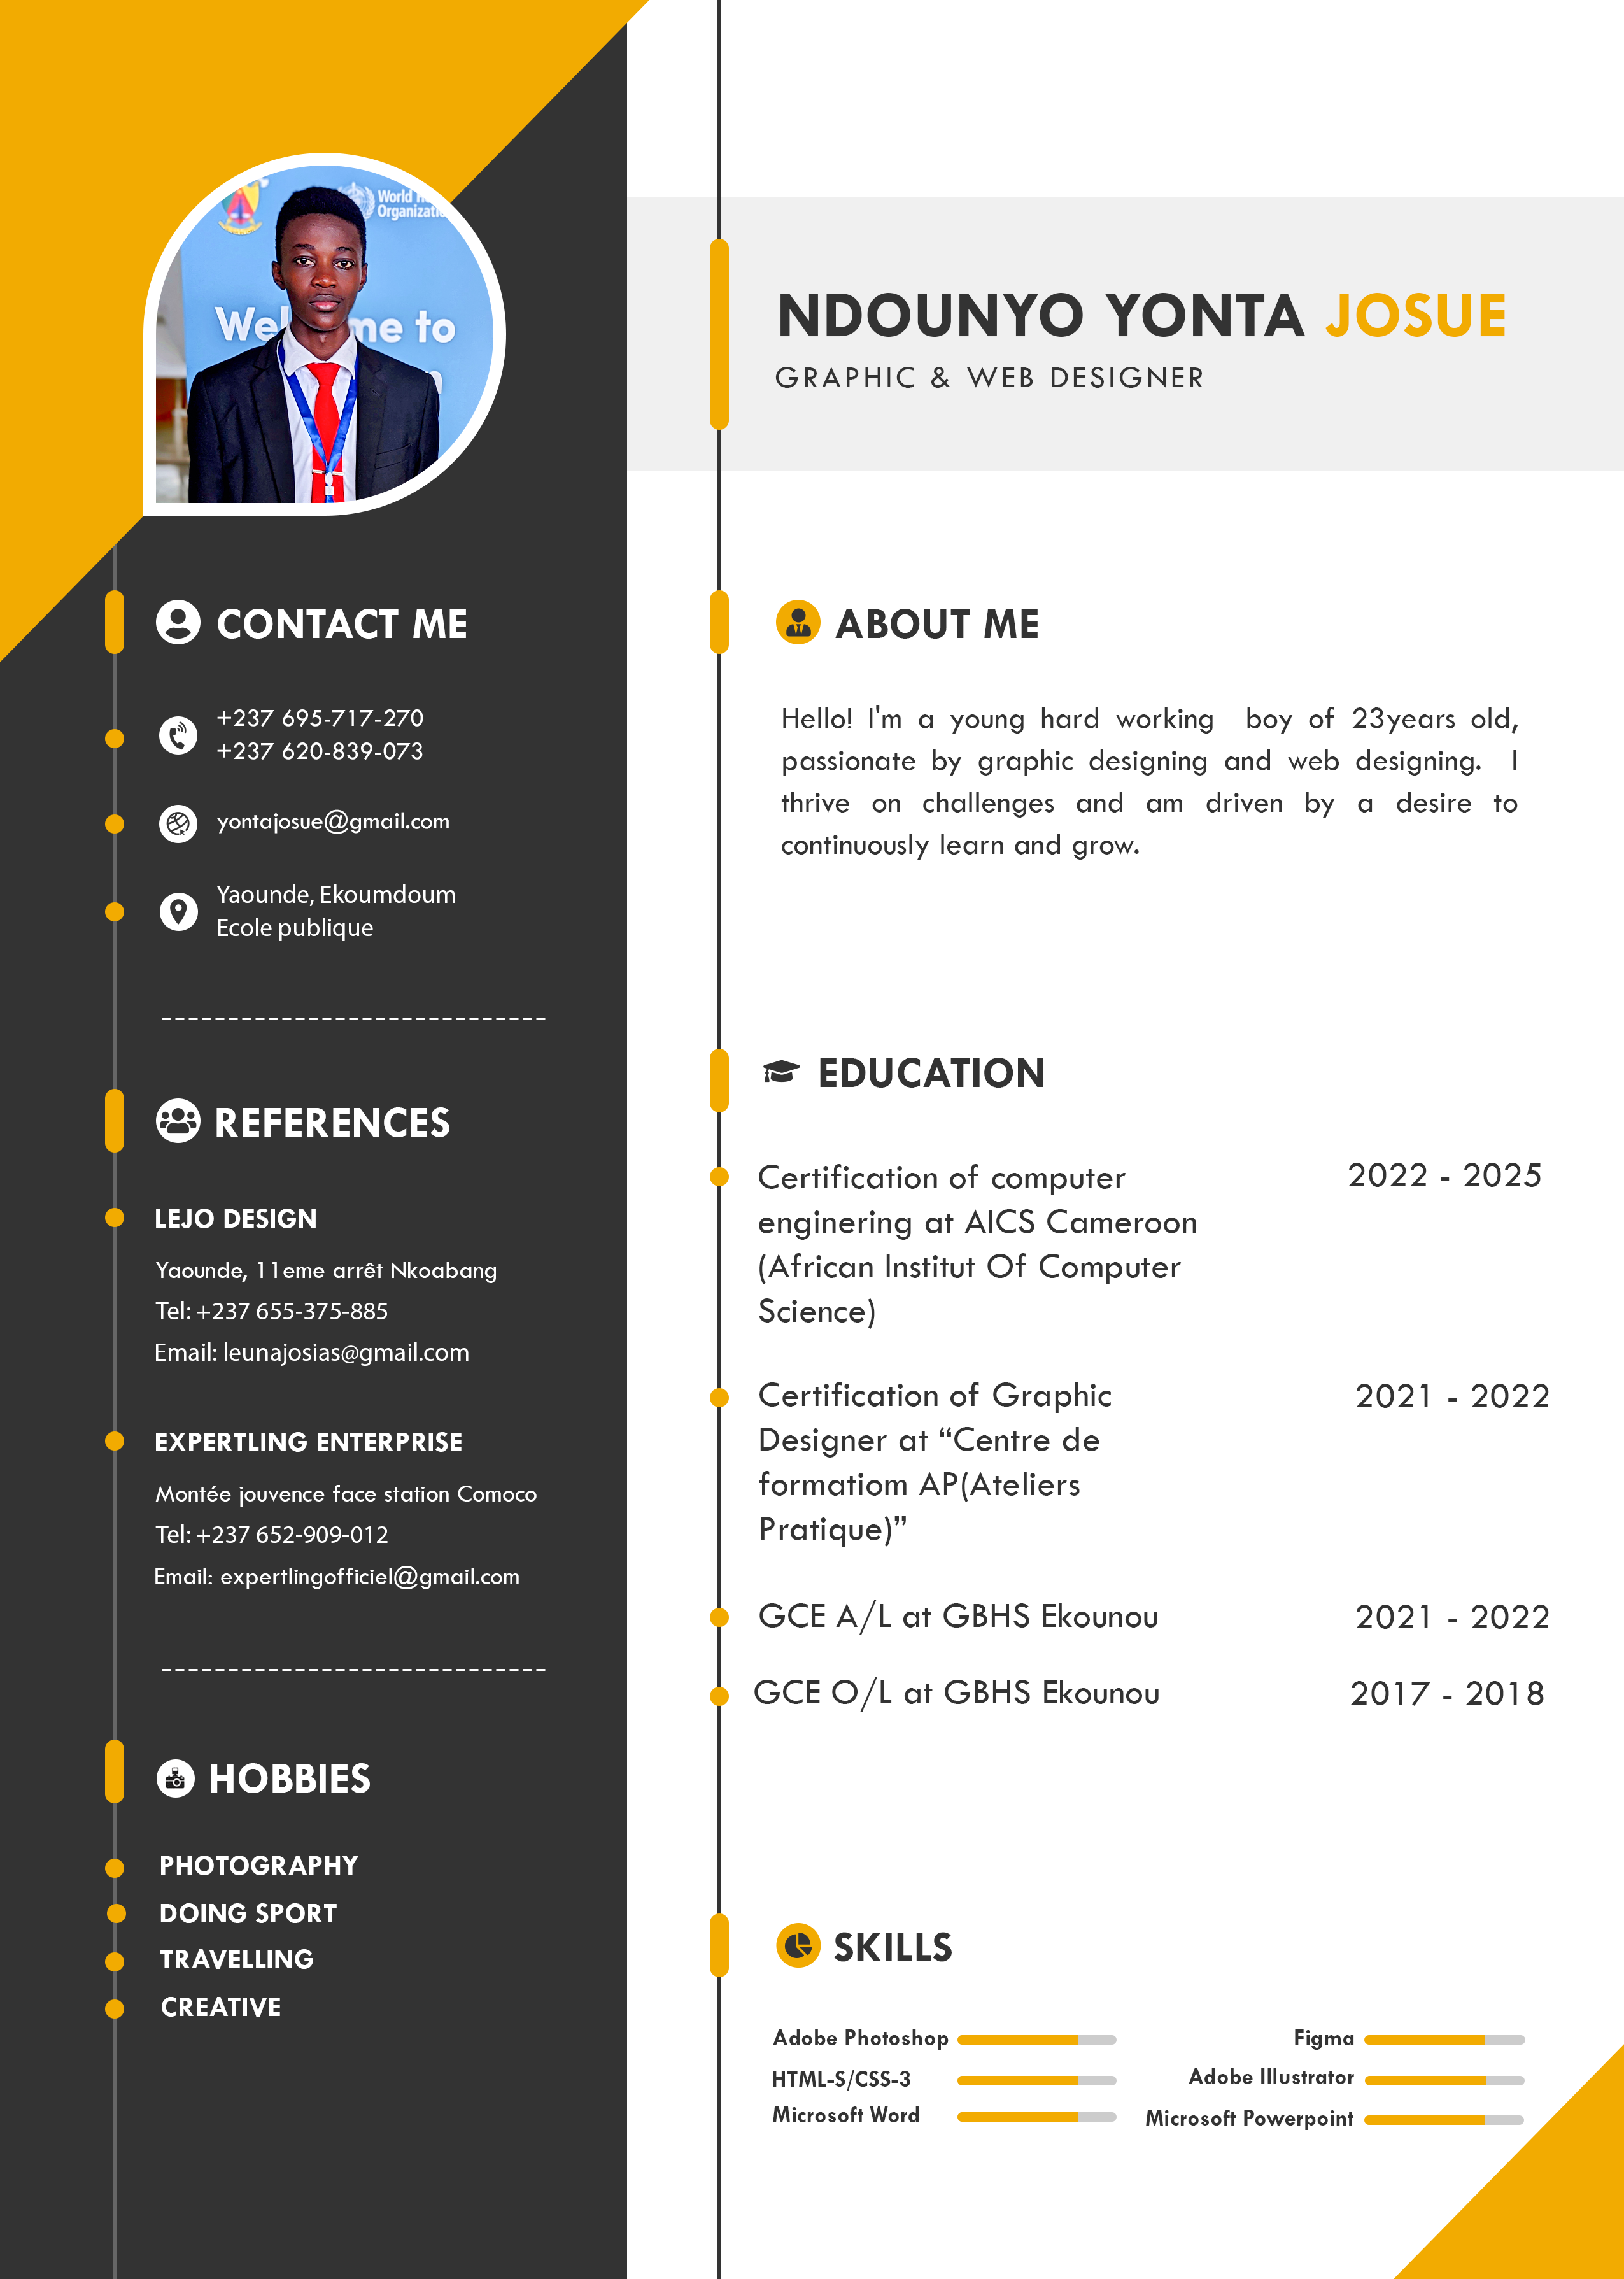 World
Organizatio
Wel me to
CONTACT ME
+237 695-717-270
+237 620-839-073
yontajosue@gmail.com
Yaounde, Ekoumdoum
Ecole publique
REFERENCES
LEJO DESIGN
Yaounde, 11eme arrêt Nkoabang
Tel: +237 655-375-885
Email: leunajosias@gmail.com
EXPERTLING ENTERPRISE
Montée jouvence face station Comoco
Tel: +237 652-909-012
Email: expertlingofficiel@gmail.com
HOBBIES
PHOTOGRAPHY
DOING SPORT
TRAVELLING
CREATIVE
NDOUNYO YONTA JOSUE
GRAPHIC & WEB DESIGNER
ABOUT ME
Hello! I'm a young hard working boy of 23years old,
passionate by graphic designing and web designing. I
thrive on challenges and am driven by a desire to
continuously learn and grow.
EDUCATION
Certification of computer 2022 - 2025
enginering at AICS Cameroon
(African Institut Of Computer
Science)
Certification of Graphic 2021 - 2022
Designer at “Centre de
formatiom AP(Ateliers
Pratique)”
GCE A/L at GBHS Ekounou 2021 - 2022
GCE O/L at GBHS Ekounou 2017 - 2018
SKILLS
Adobe Photoshop Figma
HTML-S/CSS-3 Adobe Illustrator
Microsoft Word Microsoft Powerpoint